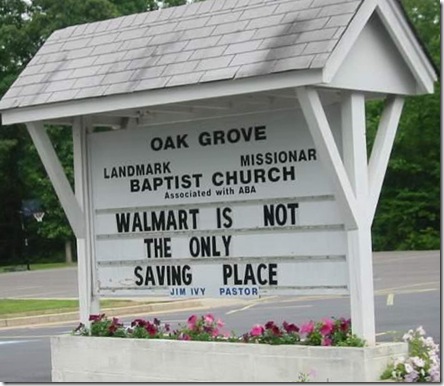 OAK GROVE
LANDMARK MISSIONAR
BAPTIST CHURCH
Associated with ABA
WALMART IS NOT
THE ONLY
SAVING PLACE
JIM IVY PASTOR